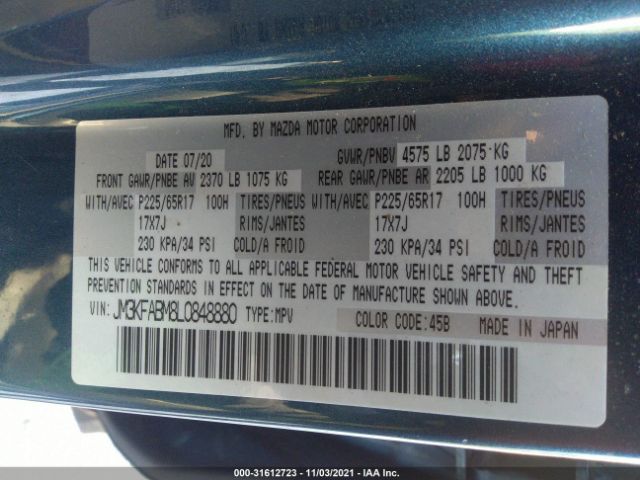 MFD. BY MAZDA MOTOR CORPORATION
DATE 07/20 GVWR/PNBV 4575 LB 2075 KG
FRONT GAWR/PNBE AV 2370 LB 1075 KG REAR GAWR/PNBE AR 2205 LB 1000 KG
WITH/AVEC P225/65R17 100H TIRES/PNEUS WITH/AVEC P225/65R17 100H TIRES/PNEUS
17X7J RIMS/JANTES 17X7J RIMS/JANTES
230 KPA/34 PSI COLD/A FROID 230 KPA/34 PSI COLD/A FROID
THIS VEHICLE CONFORMS TO ALL APPLICABLE FEDERAL MOTOR VEHICLE SAFETY AND THEFT
PREVENTION STANDARDS IN EFFECT ON THE DATE OF MANUFACTURE SHOWN ABOVE.
VIN: JM3KFABM8L0848880 TYPE:MPV COLOR CODE:45B MADE IN JAPAN
000-31612723 - 11/03/2021 - IAA Inc.